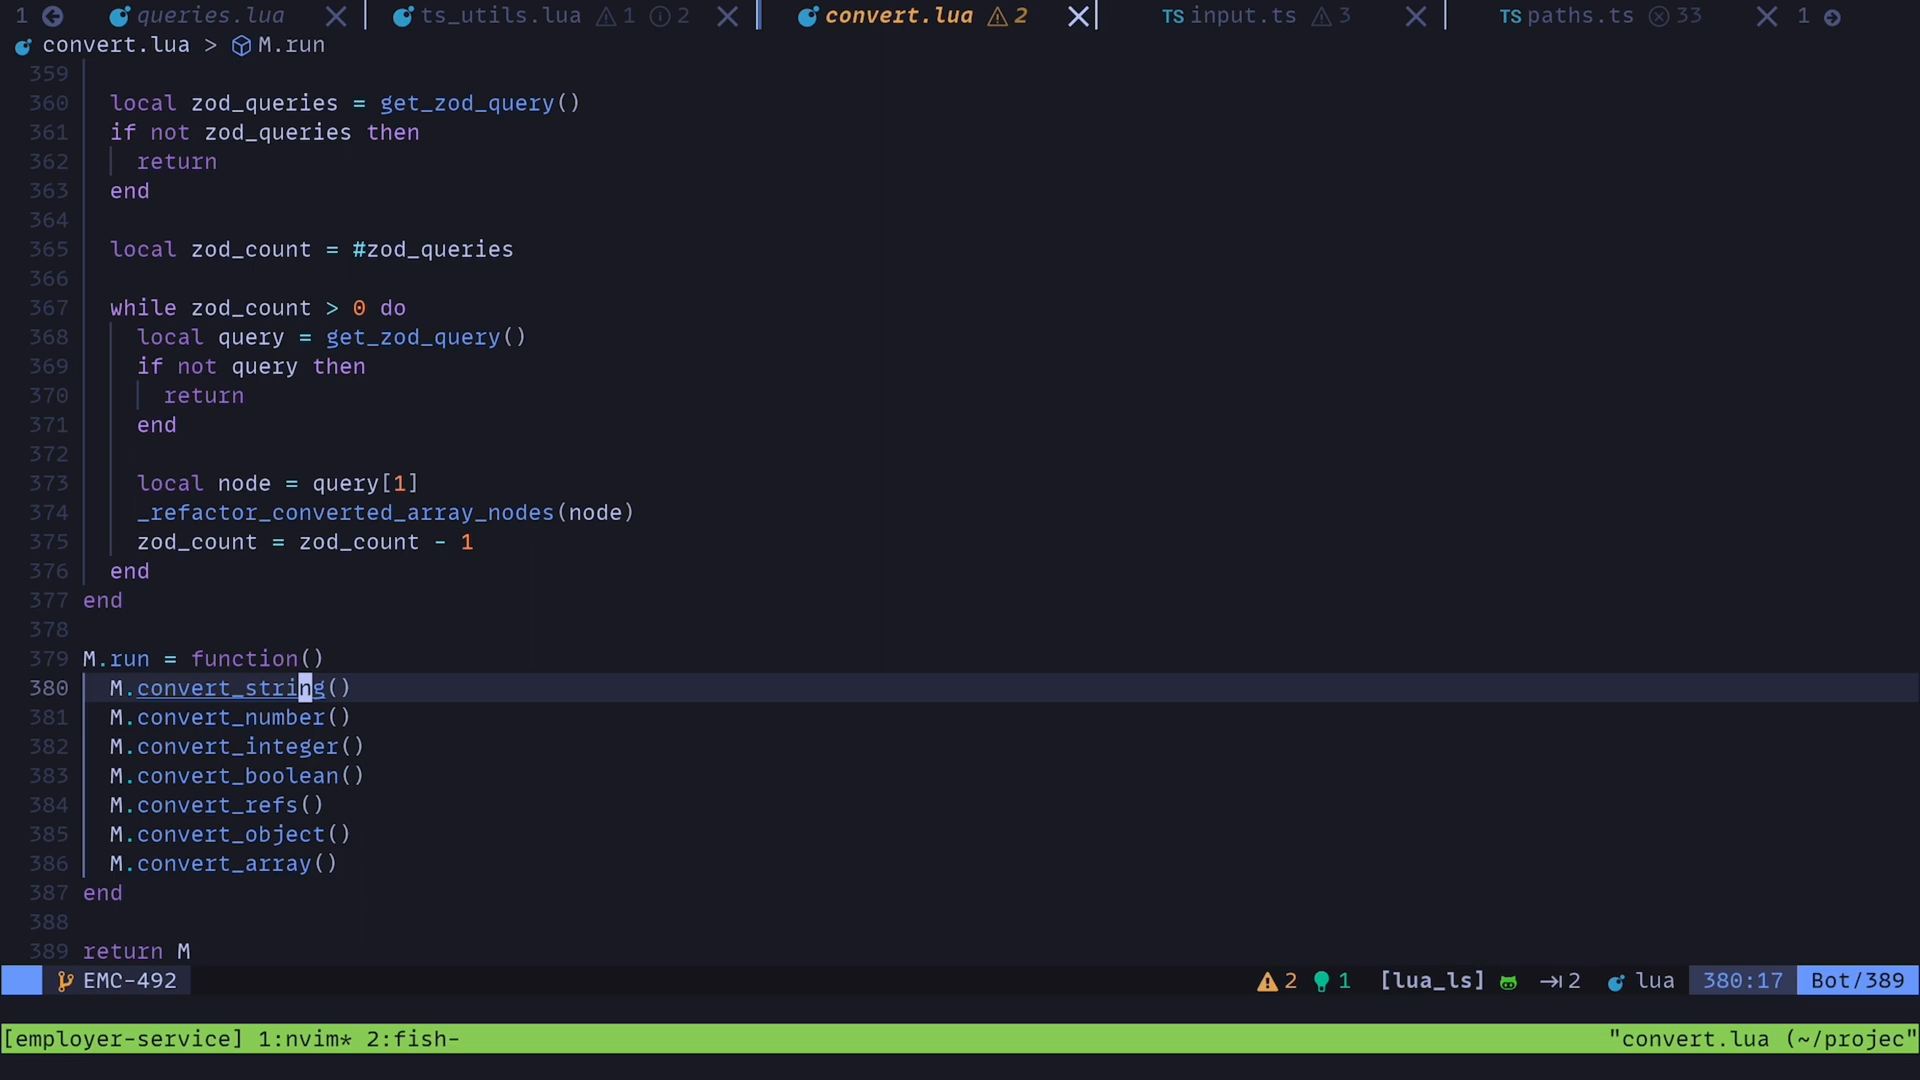 1 queries.lua ts_utils.lua 1 2 convert.lua 2 TS input.ts 3 TS paths.ts 33 1
convert.lua > M.run
359
360 local zod_queries = get_zod_query()
361 if not zod_queries then
362 return
363 end
364
365 local zod_count = #zod_queries
366
367 while zod_count > 0 do
368 local query = get_zod_query()
369 if not query then
370 return
371 end
372
373 local node = query[1]
374 _refactor_converted_array_nodes(node)
375 zod_count = zod_count - 1
376 end
377 end
378
379 M.run = function()
380 M.convert_string()
381 M.convert_number()
382 M.convert_integer()
383 M.convert_boolean()
384 M.convert_refs()
385 M.convert_object()
386 M.convert_array()
387 end
388
389 return M
EMC-492 2 1 [lua_ls] 2 lua 380:17 Bot/389
[employer-service] 1:nvim* 2:fish- "convert.lua (~/projec"